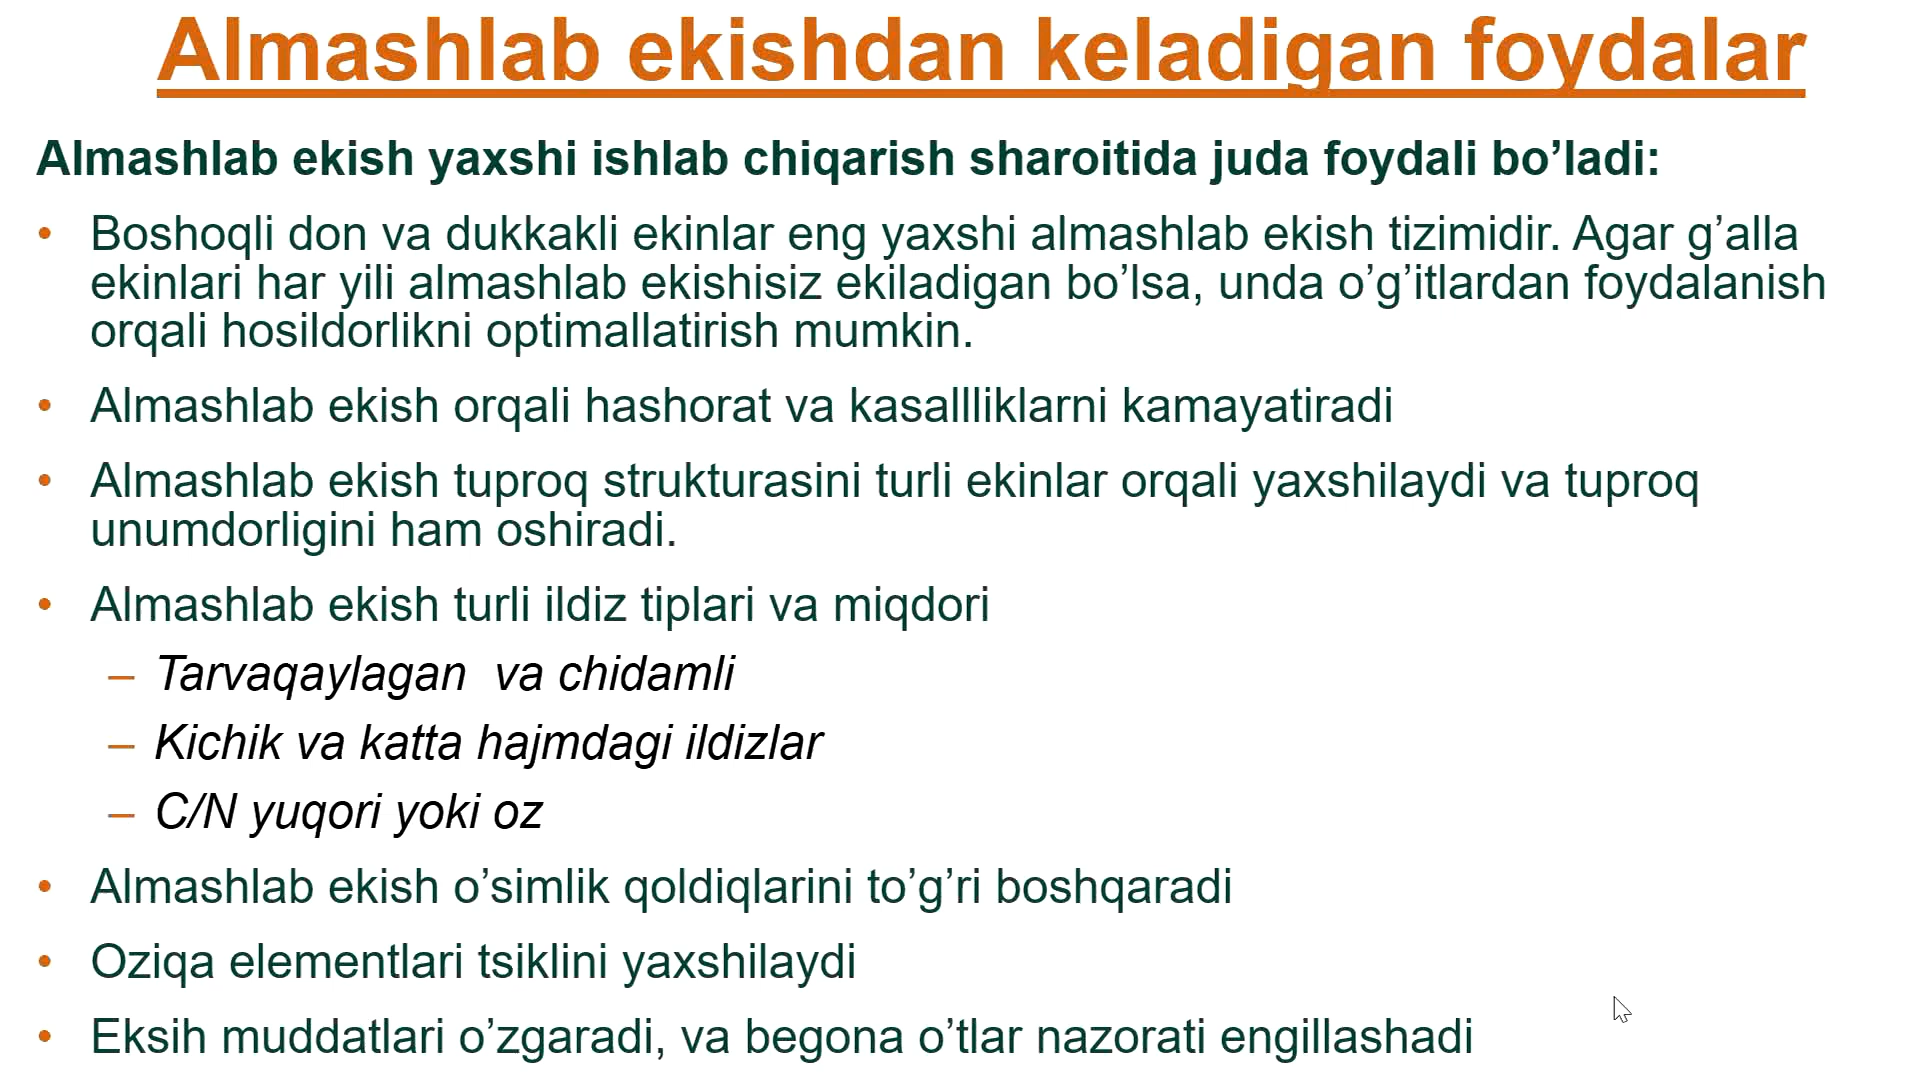 Almashlab ekishdan keladigan foydalar
Almashlab ekish yaxshi ishlab chiqarish sharoitida juda foydali bo’ladi:
• Boshoqli don va dukkakli ekinlar eng yaxshi almashlab ekish tizimidir. Agar g’alla
ekinlari har yili almashlab ekishisiz ekiladigan bo’lsa, unda o’g’itlardan foydalanish
orqali hosildorlikni optimallatirish mumkin.
• Almashlab ekish orqali hashorat va kasallliklarni kamayatiradi
• Almashlab ekish tuproq strukturasini turli ekinlar orqali yaxshilaydi va tuproq
unumdorligini ham oshiradi.
• Almashlab ekish turli ildiz tiplari va miqdori
– Tarvaqaylagan va chidamli
– Kichik va katta hajmdagi ildizlar
– C/N yuqori yoki oz
• Almashlab ekish o’simlik qoldiqlarini to’g’ri boshqaradi
• Oziqa elementlari tsiklini yaxshilaydi
• Eksih muddatlari o’zgaradi, va begona o’tlar nazorati engillashadi